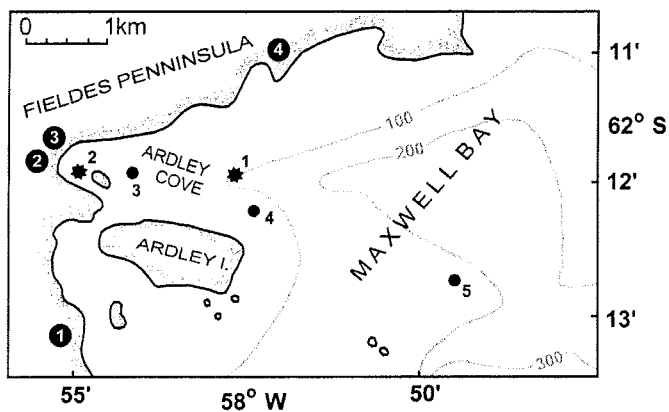 0 1km
4
FIELDES PENNINSULA
11'
100
62° S
3
2
2
ARDLEY
COVE
1
200
12'
3
4
MAXWELL BAY
ARDLEY I.
5
1
13'
300
55'
58° W
50'